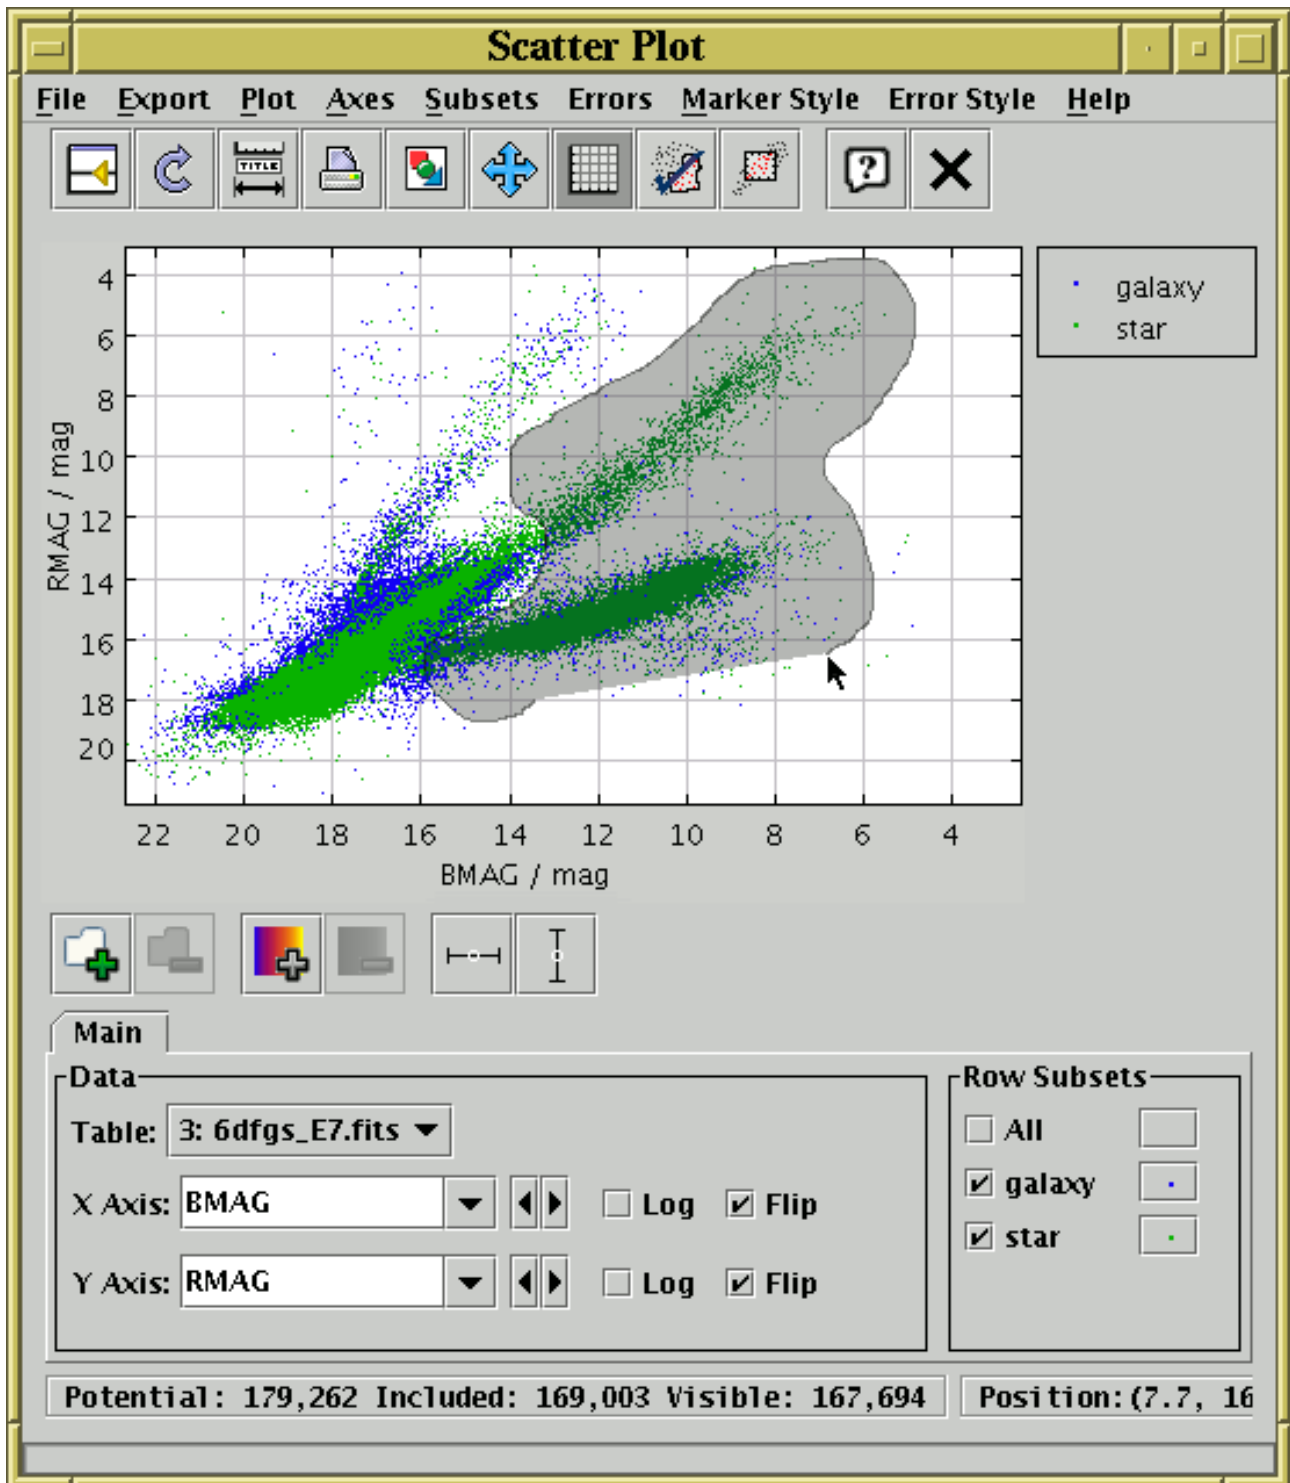 Scatter Plot
File Export Plot Axes Subsets Errors Marker Style Error Style Help
TITLE
?
galaxy
star
4
6
8
10
12
14
16
18
20
RMAG / mag
22 20 18 16 14 12 10 8 6 4
BMAG / mag
Main
Data
Table: 3: 6dfgs_E7.fits
X Axis: BMAG Log Flip
Y Axis: RMAG Log Flip
Row Subsets
All
galaxy
star
Potential: 179,262 Included: 169,003 Visible: 167,694
Position:(7.7, 16